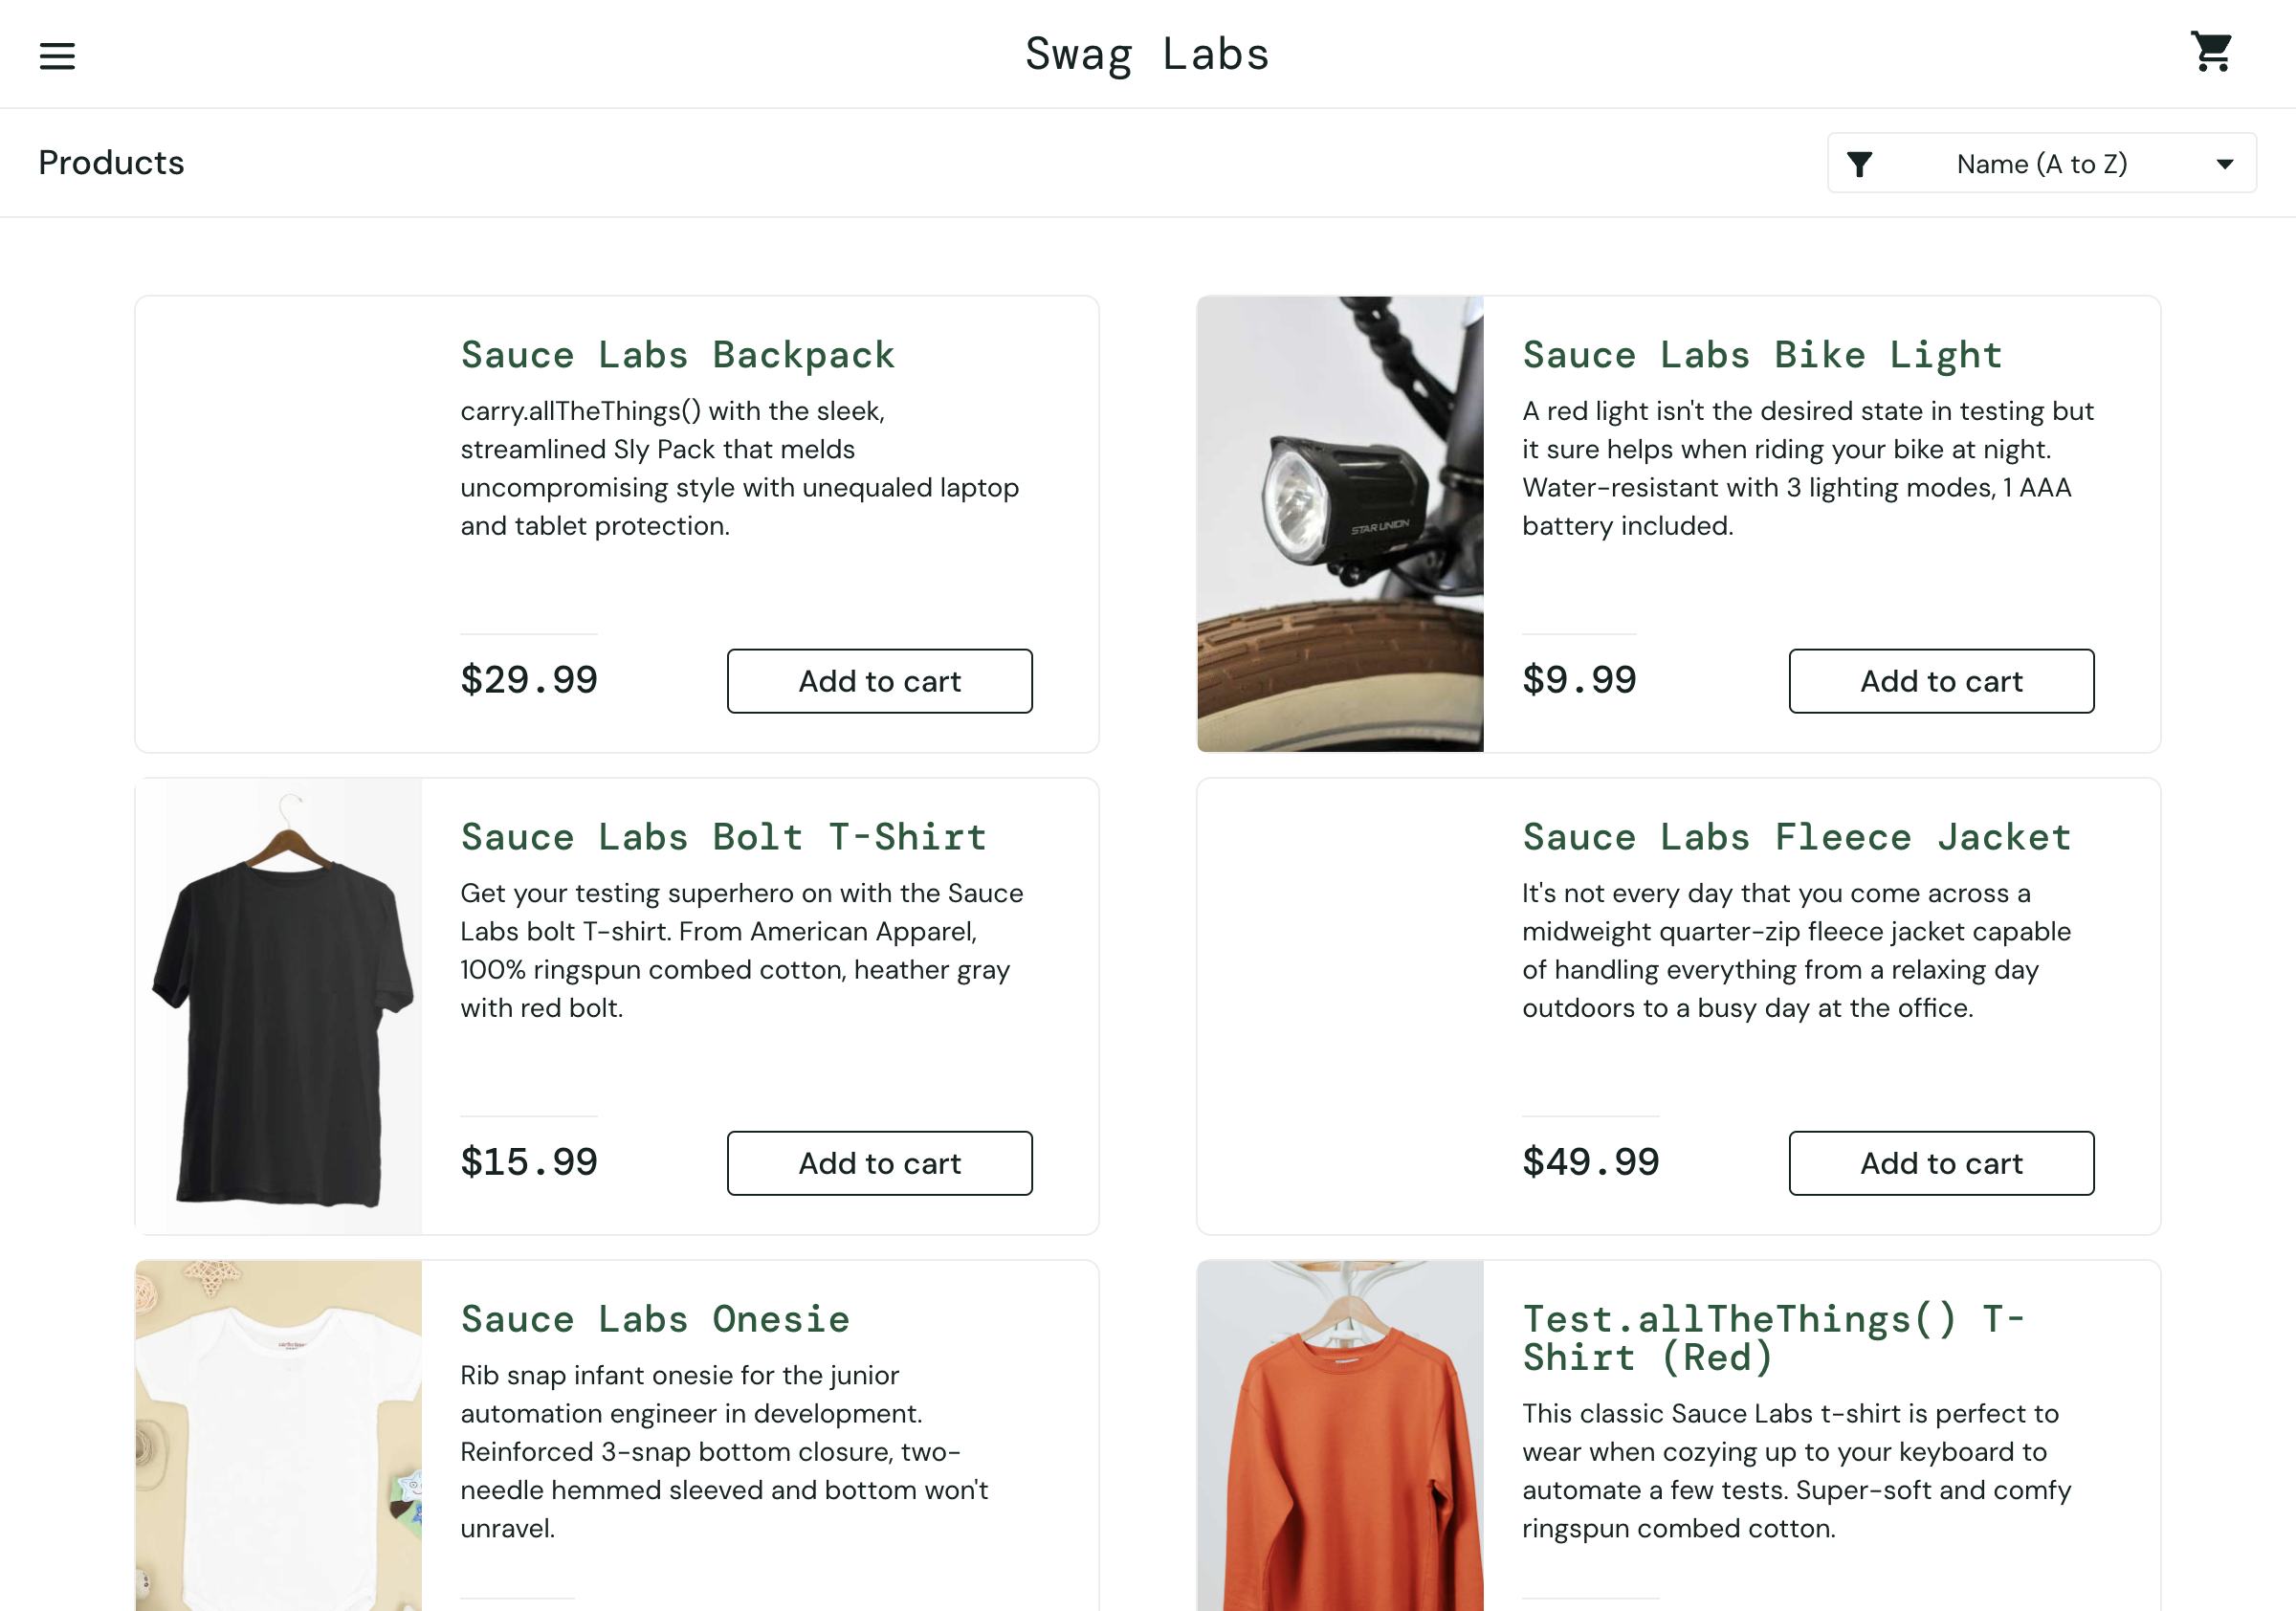 Swag Labs
Products
Name (A to Z)
Sauce Labs Backpack
carry.allTheThings() with the sleek,
streamlined Sly Pack that melds
uncompromising style with unequaled laptop
and tablet protection.
$29.99
Add to cart
Sauce Labs Bike Light
A red light isn't the desired state in testing but
it sure helps when riding your bike at night.
Water-resistant with 3 lighting modes, 1 AAA
battery included.
$9.99
Add to cart
STAR UNION
Sauce Labs Bolt T-Shirt
Get your testing superhero on with the Sauce
Labs bolt T-shirt. From American Apparel,
100% ringspun combed cotton, heather gray
with red bolt.
$15.99
Add to cart
Sauce Labs Fleece Jacket
It's not every day that you come across a
midweight quarter-zip fleece jacket capable
of handling everything from a relaxing day
outdoors to a busy day at the office.
$49.99
Add to cart
Sauce Labs Onesie
Rib snap infant onesie for the junior
automation engineer in development.
Reinforced 3-snap bottom closure, two-
needle hemmed sleeved and bottom won't
unravel.
Test.allTheThings() T-
Shirt (Red)
This classic Sauce Labs t-shirt is perfect to
wear when cozying up to your keyboard to
automate a few tests. Super-soft and comfy
ringspun combed cotton.